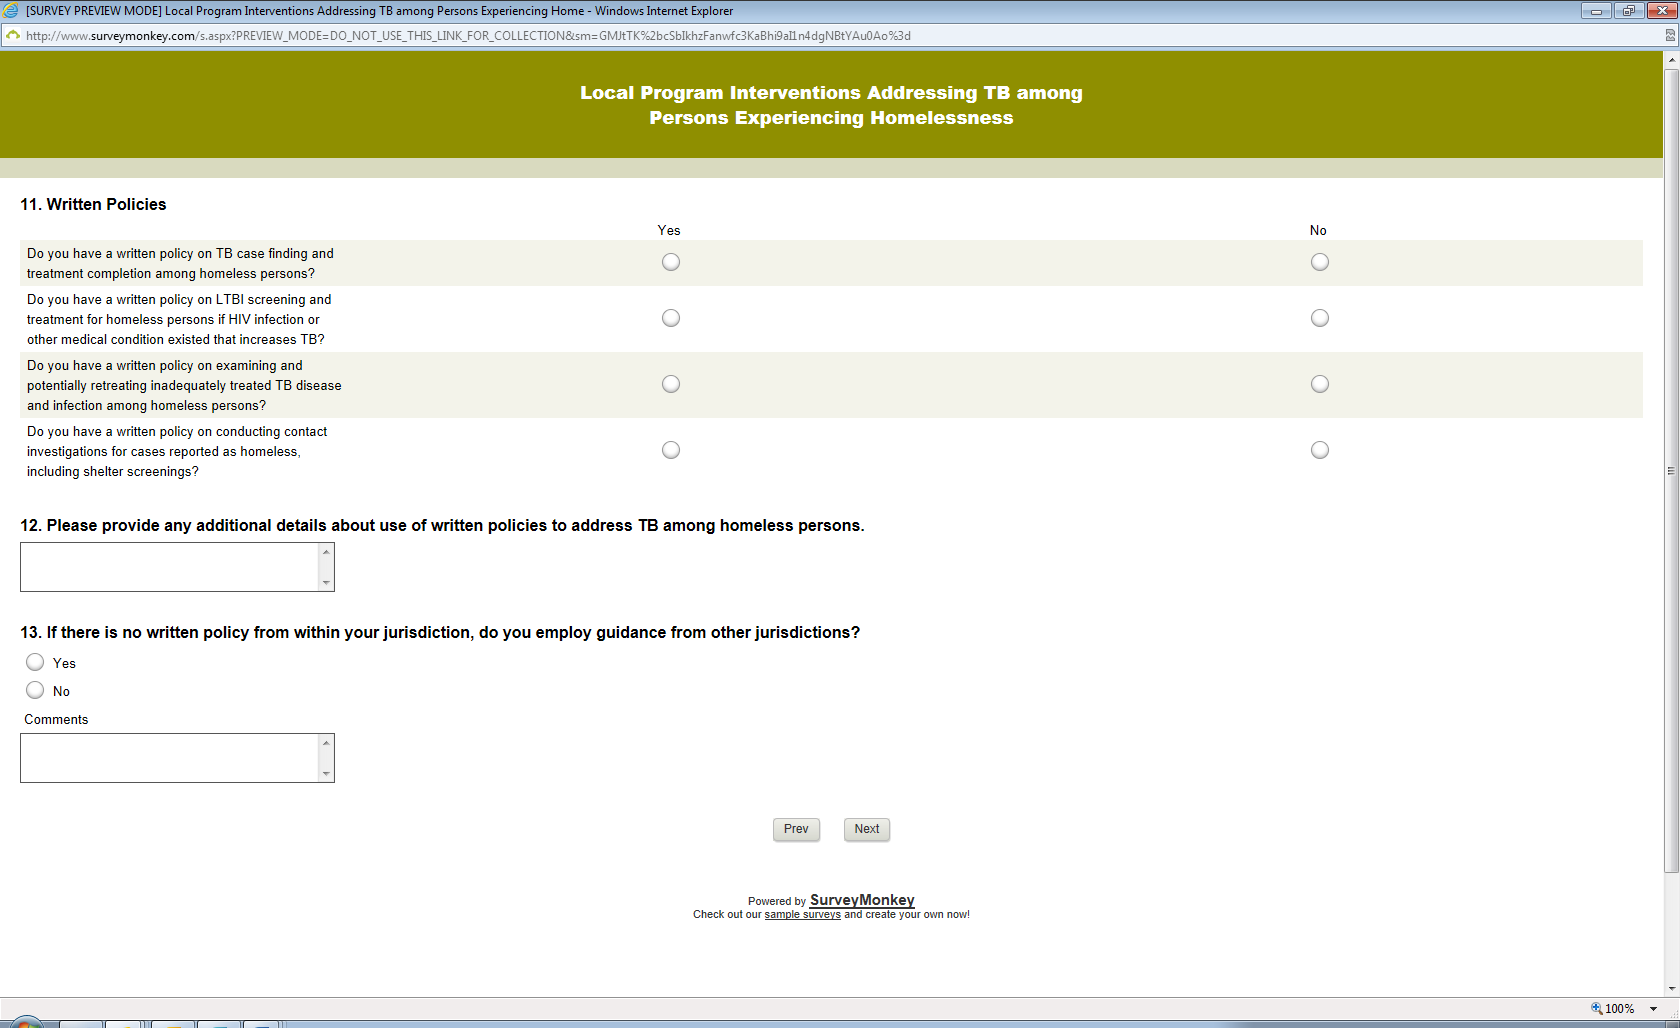 [SURVEY PREVIEW MODE] Local Program Interventions Addressing TB among Persons Experiencing Home - Windows Internet Explorer
http://www.surveymonkey.com/s.aspx?PREVIEW_MODE=DO_NOT_USE_THIS_LINK_FOR_COLLECTION&sm=GMJtTK%2bcSbIkhzFanwfc3KaBhi9aI1n4dgNBtYAu0Ao%3d
Local Program Interventions Addressing TB among
Persons Experiencing Homelessness
11. Written Policies
Yes No
Do you have a written policy on TB case finding and
treatment completion among homeless persons?
Do you have a written policy on LTBI screening and
treatment for homeless persons if HIV infection or
other medical condition existed that increases TB?
Do you have a written policy on examining and
potentially retreating inadequately treated TB disease
and infection among homeless persons?
Do you have a written policy on conducting contact
investigations for cases reported as homeless,
including shelter screenings?
12. Please provide any additional details about use of written policies to address TB among homeless persons.
13. If there is no written policy from within your jurisdiction, do you employ guidance from other jurisdictions?
Yes
No
Comments
Prev Next
Powered by SurveyMonkey
Check out our sample surveys and create your own now!
100%